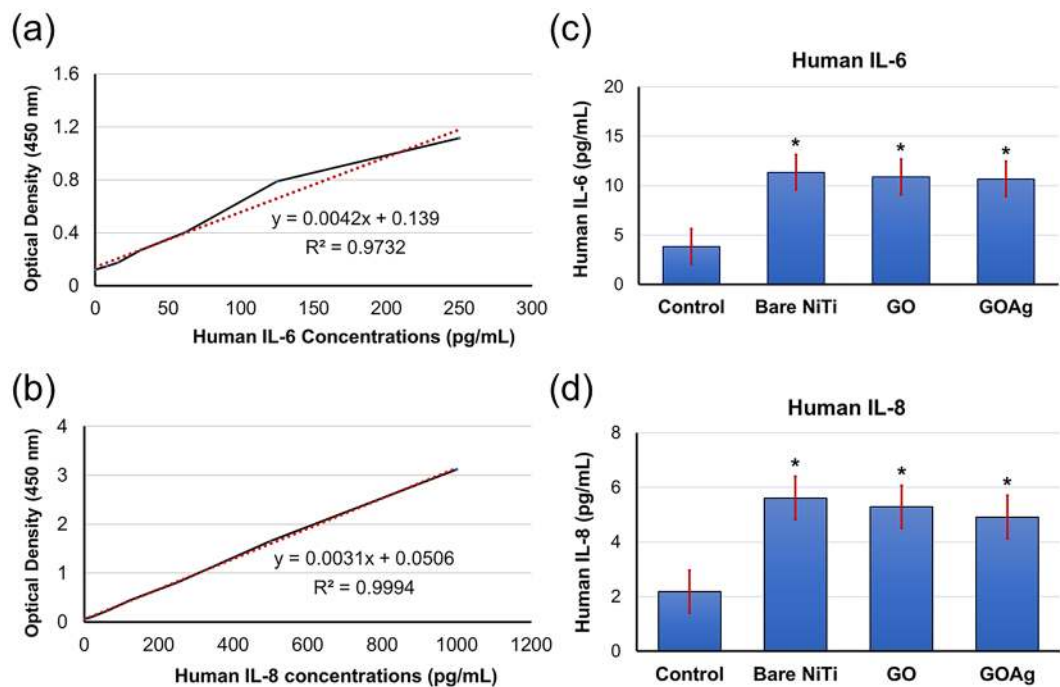 (a)
1.6
1.2
0.8
0.4
0
0 50 100 150 200 250 300
Optical Density (450 nm)
Human IL-6 Concentrations (pg/mL)
y = 0.0042x + 0.139
R² = 0.9732
(c)
Human IL-6
20
15
10
5
0
Human IL-6 (pg/mL)
* * *
Control Bare NiTi GO GOAg
(b)
4
3
2
1
0
0 200 400 600 800 1000 1200
Optical Density (450 nm)
Human IL-8 concentrations (pg/mL)
y = 0.0031x + 0.0506
R² = 0.9994
(d)
Human IL-8
8
6
4
2
0
Human IL-8 (pg/mL)
* * *
Control Bare NiTi GO GOAg